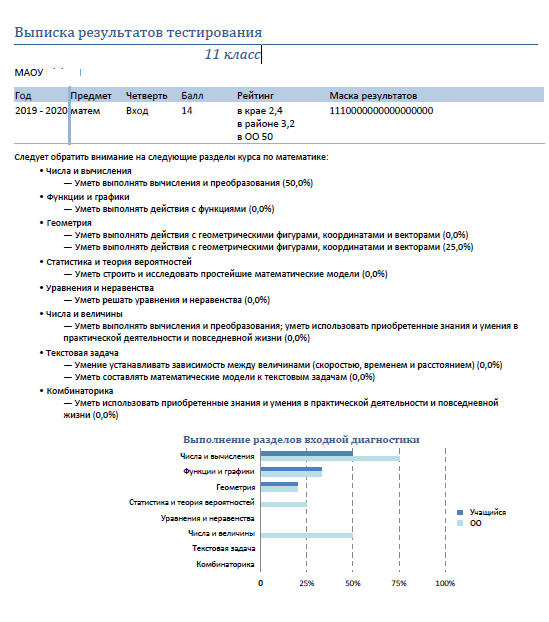 Выписка результатов тестирования
11 класс
МАОУ
Год Предмет Четверть Балл Рейтинг Маска результатов
2019 - 2020 матем Вход 14 в крае 2,4 1110000000000000000
в районе 3,2
в ОО 50
Следует обратить внимание на следующие разделы курса по математике:
• Числа и вычисления
— Уметь выполнять вычисления и преобразования (50,0%)
• Функции и графики
— Уметь выполнять действия с функциями (0,0%)
• Геометрия
— Уметь выполнять действия с геометрическими фигурами, координатами и векторами (0,0%)
— Уметь выполнять действия с геометрическими фигурами, координатами и векторами (25,0%)
• Статистика и теория вероятностей
— Уметь строить и исследовать простейшие математические модели (0,0%)
• Уравнения и неравенства
— Уметь решать уравнения и неравенства (0,0%)
• Числа и величины
— Уметь выполнять вычисления и преобразования; уметь использовать приобретенные знания и умения в
практической деятельности и повседневной жизни (0,0%)
• Текстовая задача
— Умение устанавливать зависимость между величинами (скоростью, временем и расстоянием) (0,0%)
— Уметь составлять математические модели к текстовым задачам (0,0%)
• Комбинаторика
— Уметь использовать приобретенные знания и умения в практической деятельности и повседневной
жизни (0,0%)
Выполнение разделов входной диагностики
Числа и вычисления
Функции и графики
Геометрия
Статистика и теория вероятностей
Уравнения и неравенства
Числа и величины
Текстовая задача
Комбинаторика
0 25% 50% 75% 100%
Учащийся
ОО